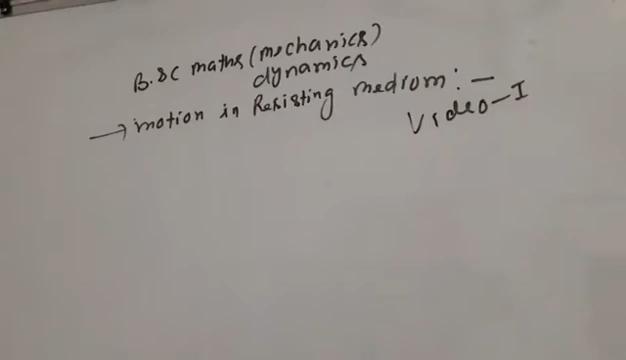 B.SC maths (mechanics)
dynamics
→ motion in Resisting medium : —
Video - I